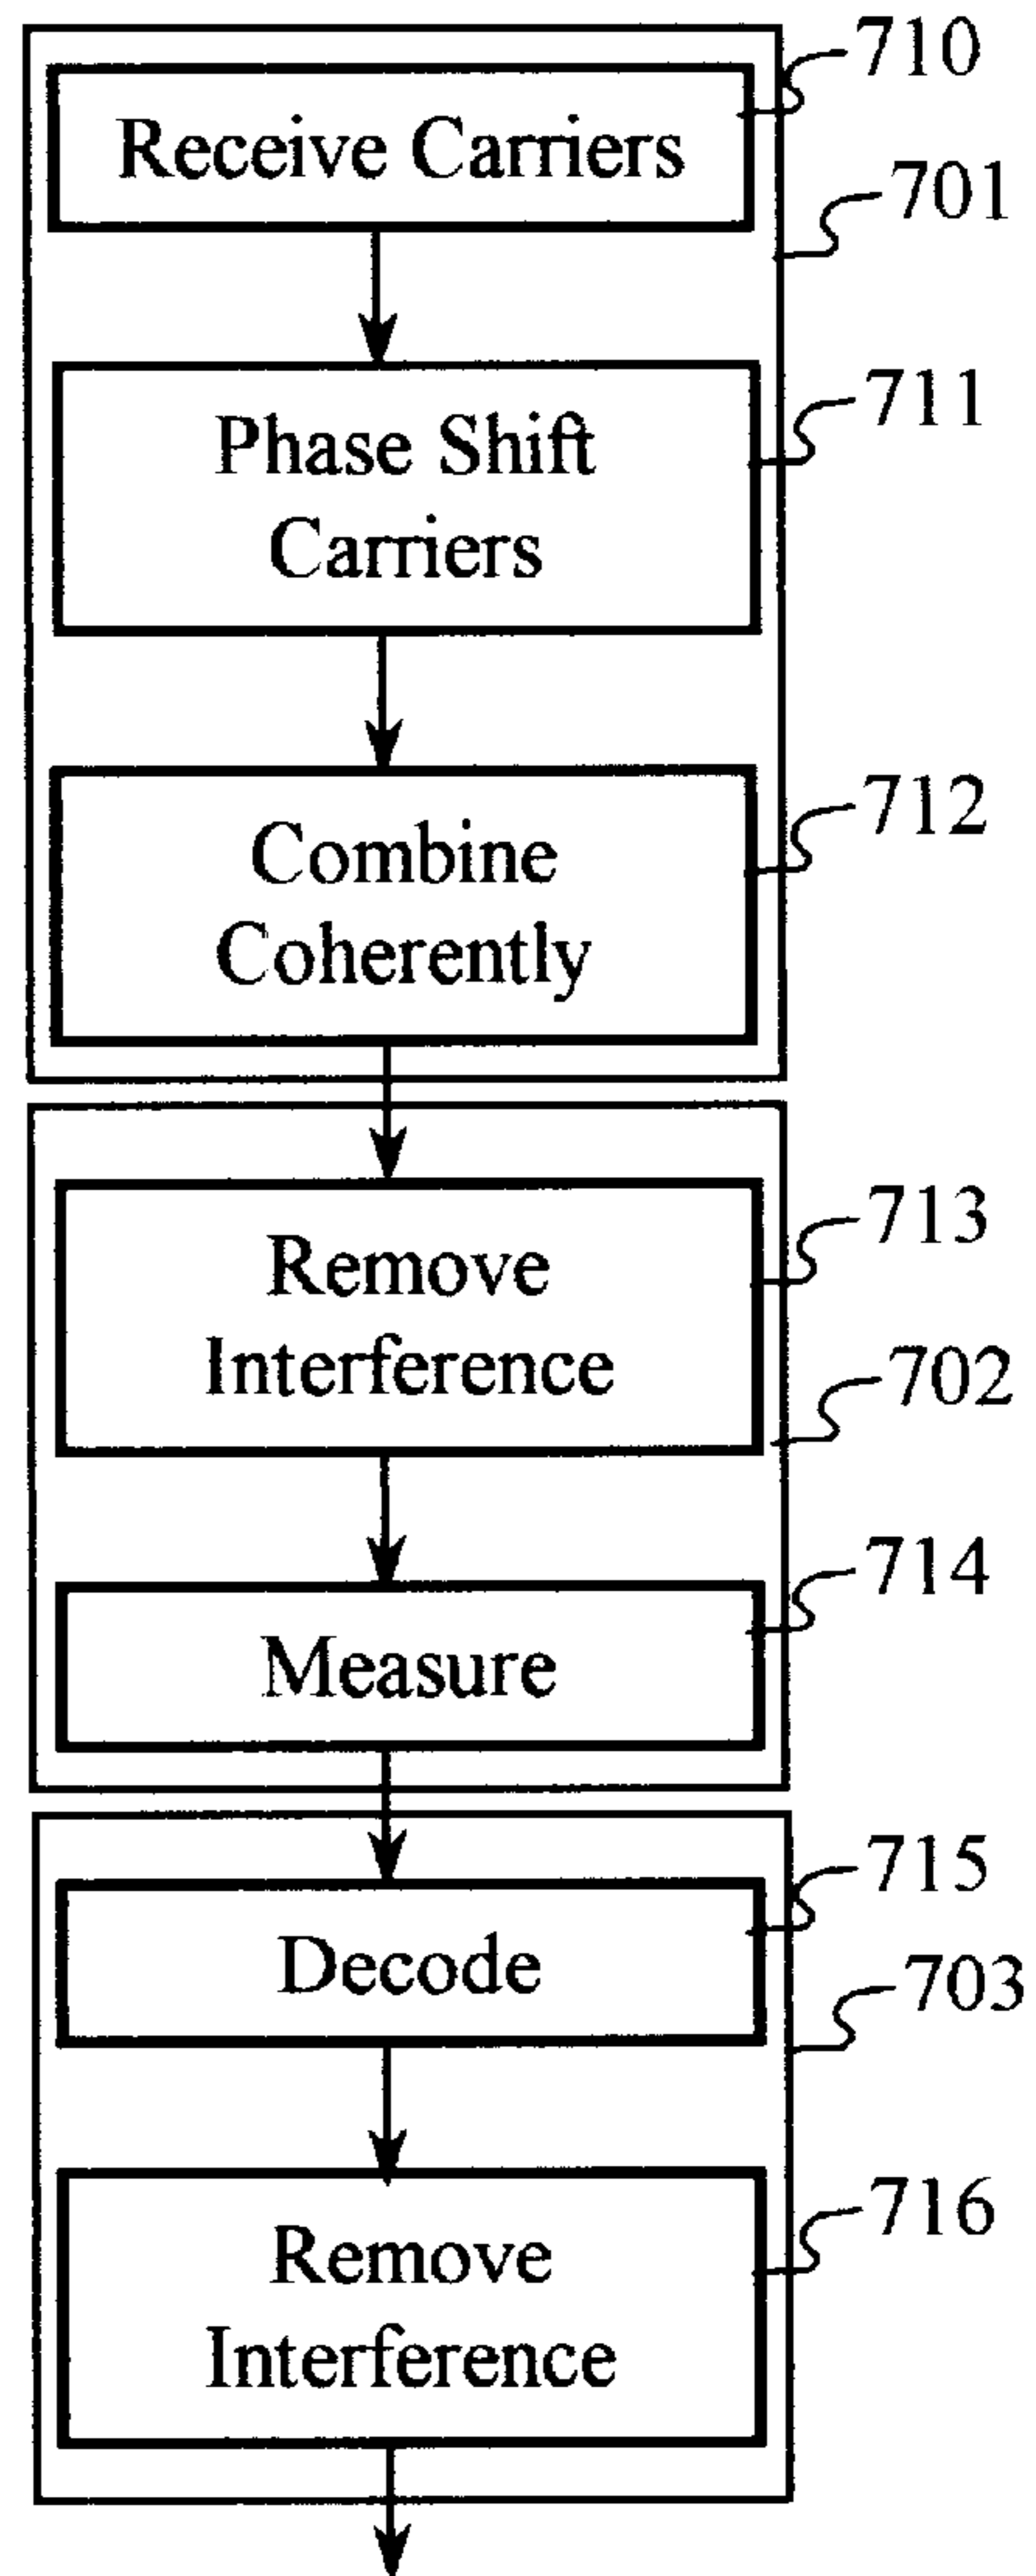 710
Receive Carriers
701
711
Phase Shift
Carriers
712
Combine
Coherently
713
Remove
Interference
702
714
Measure
715
Decode
703
716
Remove
Interference